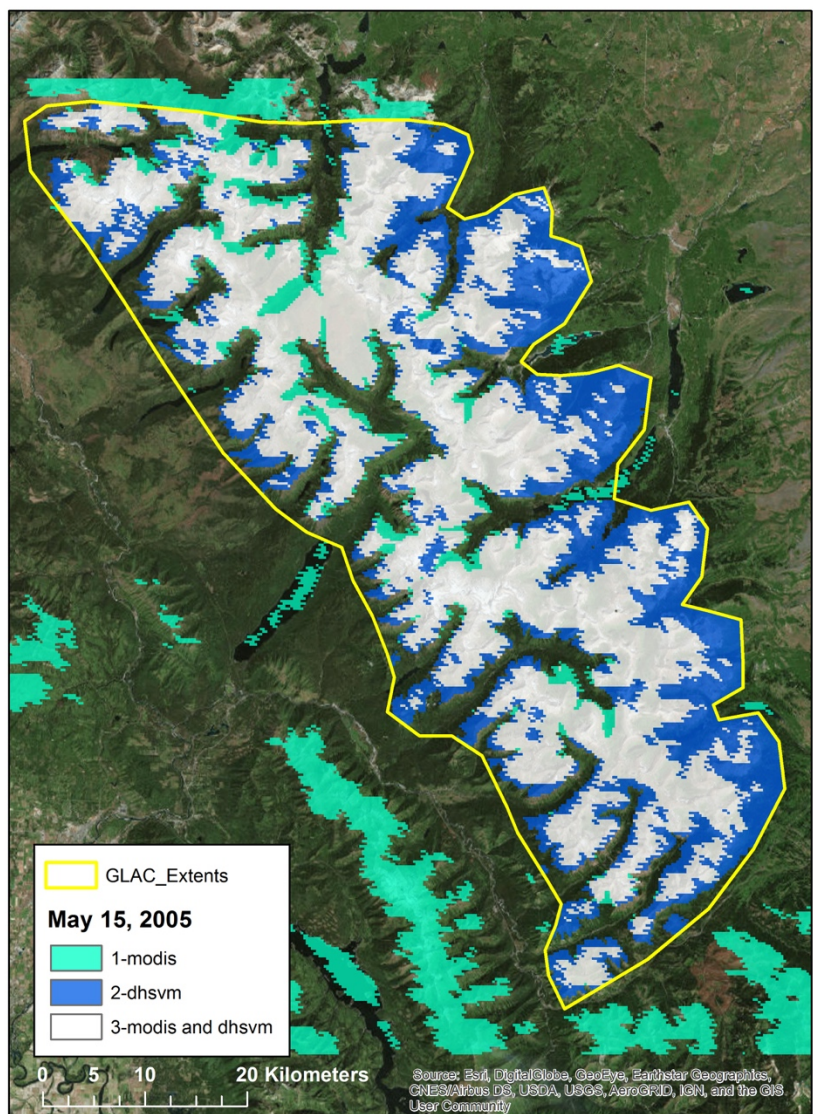 GLAC_Extents
May 15, 2005
1-modis
2-dhsvm
3-modis and dhsvm
0 5 10 20 Kilometers
Source: Esri, DigitalGlobe, GeoEye, Earthstar Geographics,
CNES/Airbus DS, USDA, USGS, AeroGRID, IGN, and the GIS
User Community